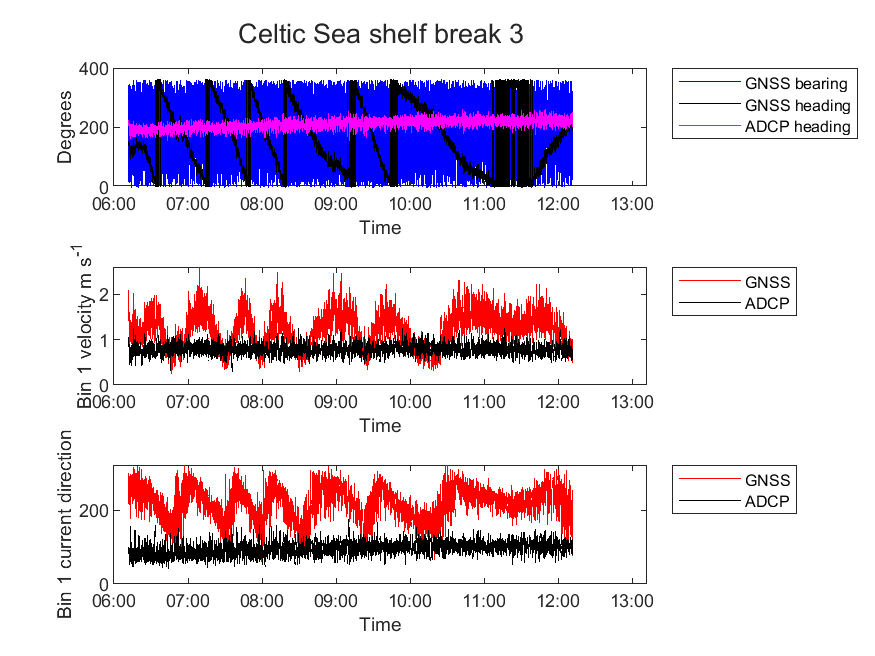 Celtic Sea shelf break 3
400
200
0
Degrees
06:00 07:00 08:00 09:00 10:00 11:00 12:00 13:00
Time
GNSS bearing
GNSS heading
ADCP heading
2
1
0
Bin 1 velocity m s-1
06:00 07:00 08:00 09:00 10:00 11:00 12:00 13:00
Time
GNSS
ADCP
200
0
Bin 1 current direction
06:00 07:00 08:00 09:00 10:00 11:00 12:00 13:00
Time
GNSS
ADCP